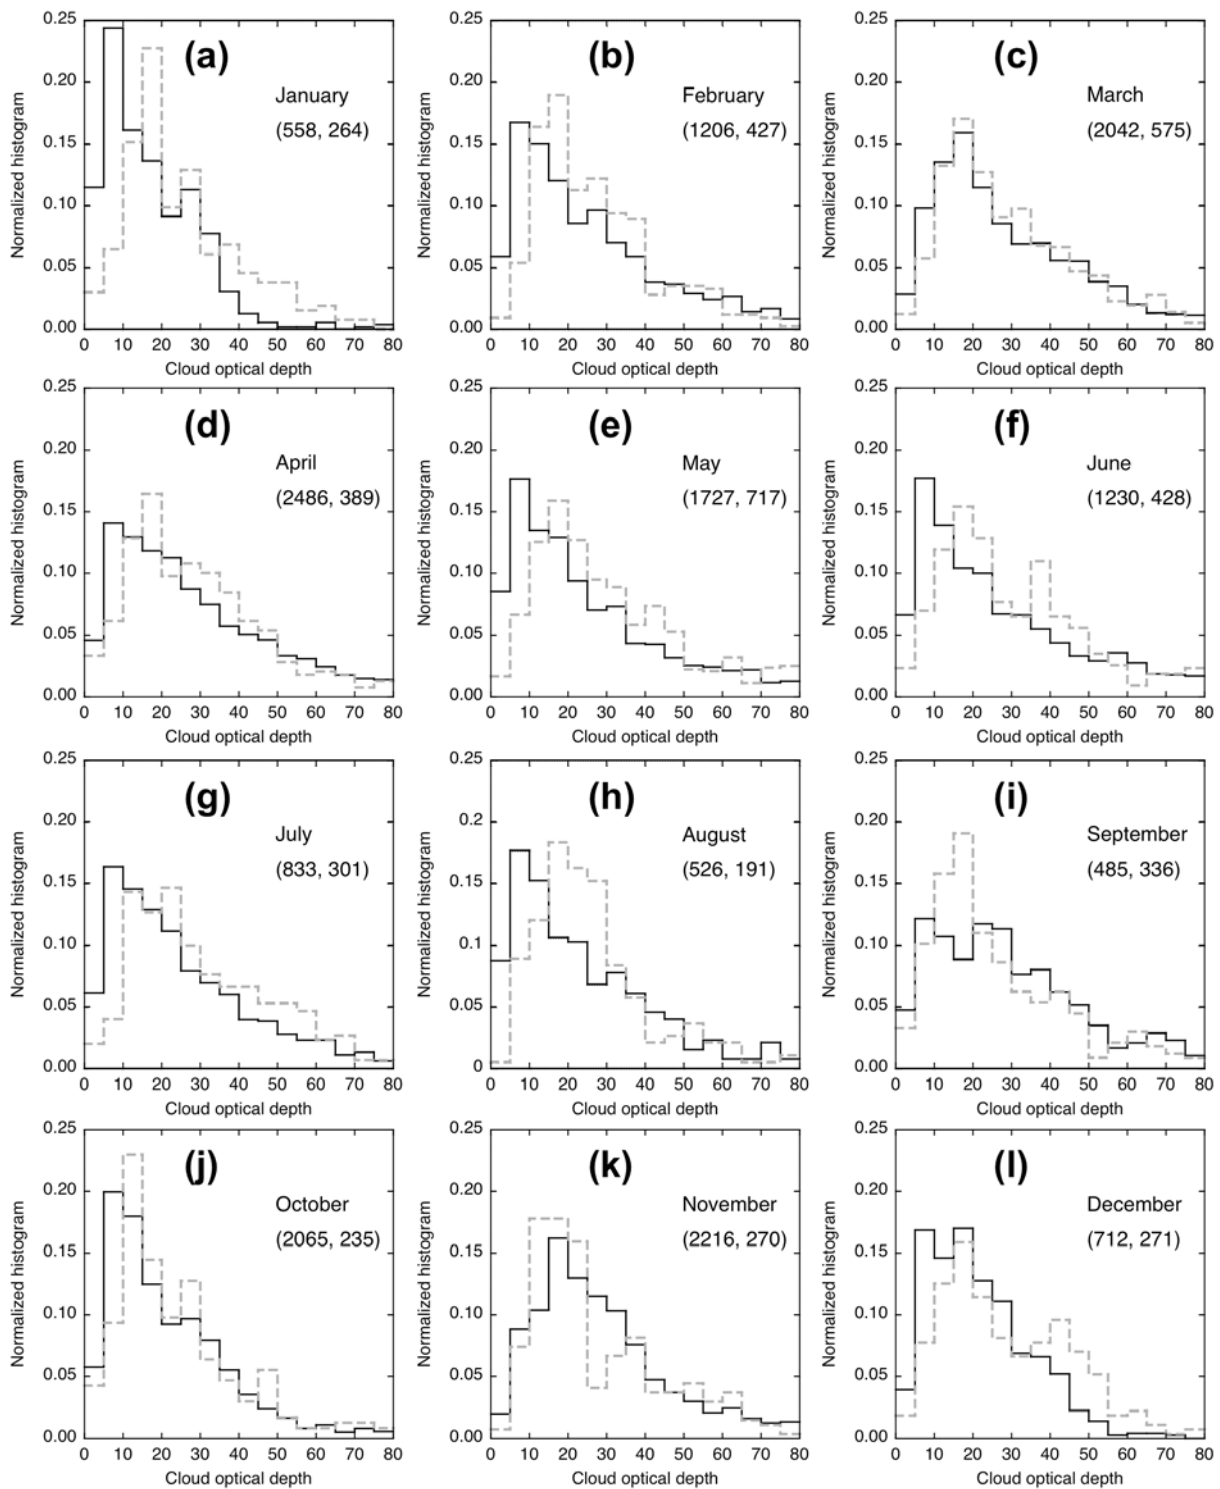 (a)
January
(558, 264)
Normalized histogram
0.25
0.20
0.15
0.10
0.05
0.00
0 10 20 30 40 50 60 70 80
Cloud optical depth
(b)
February
(1206, 427)
Normalized histogram
0.25
0.20
0.15
0.10
0.05
0.00
0 10 20 30 40 50 60 70 80
Cloud optical depth
(c)
March
(2042, 575)
Normalized histogram
0.25
0.20
0.15
0.10
0.05
0.00
0 10 20 30 40 50 60 70 80
Cloud optical depth
(d)
April
(2486, 389)
Normalized histogram
0.25
0.20
0.15
0.10
0.05
0.00
0 10 20 30 40 50 60 70 80
Cloud optical depth
(e)
May
(1727, 717)
Normalized histogram
0.25
0.20
0.15
0.10
0.05
0.00
0 10 20 30 40 50 60 70 80
Cloud optical depth
(f)
June
(1230, 428)
Normalized histogram
0.25
0.20
0.15
0.10
0.05
0.00
0 10 20 30 40 50 60 70 80
Cloud optical depth
(g)
July
(833, 301)
Normalized histogram
0.25
0.20
0.15
0.10
0.05
0.00
0 10 20 30 40 50 60 70 80
Cloud optical depth
(h)
August
(526, 191)
Normalized histogram
0.25
0.2
0.15
0.1
0.05
0
0 10 20 30 40 50 60 70 80
Cloud optical depth
(i)
September
(485, 336)
Normalized histogram
0.25
0.20
0.15
0.10
0.05
0.00
0 10 20 30 40 50 60 70 80
Cloud optical depth
(j)
October
(2065, 235)
Normalized histogram
0.25
0.20
0.15
0.10
0.05
0.00
0 10 20 30 40 50 60 70 80
Cloud optical depth
(k)
November
(2216, 270)
Normalized histogram
0.25
0.20
0.15
0.10
0.05
0.00
0 10 20 30 40 50 60 70 80
Cloud optical depth
(l)
December
(712, 271)
Normalized histogram
0.25
0.20
0.15
0.10
0.05
0.00
0 10 20 30 40 50 60 70 80
Cloud optical depth